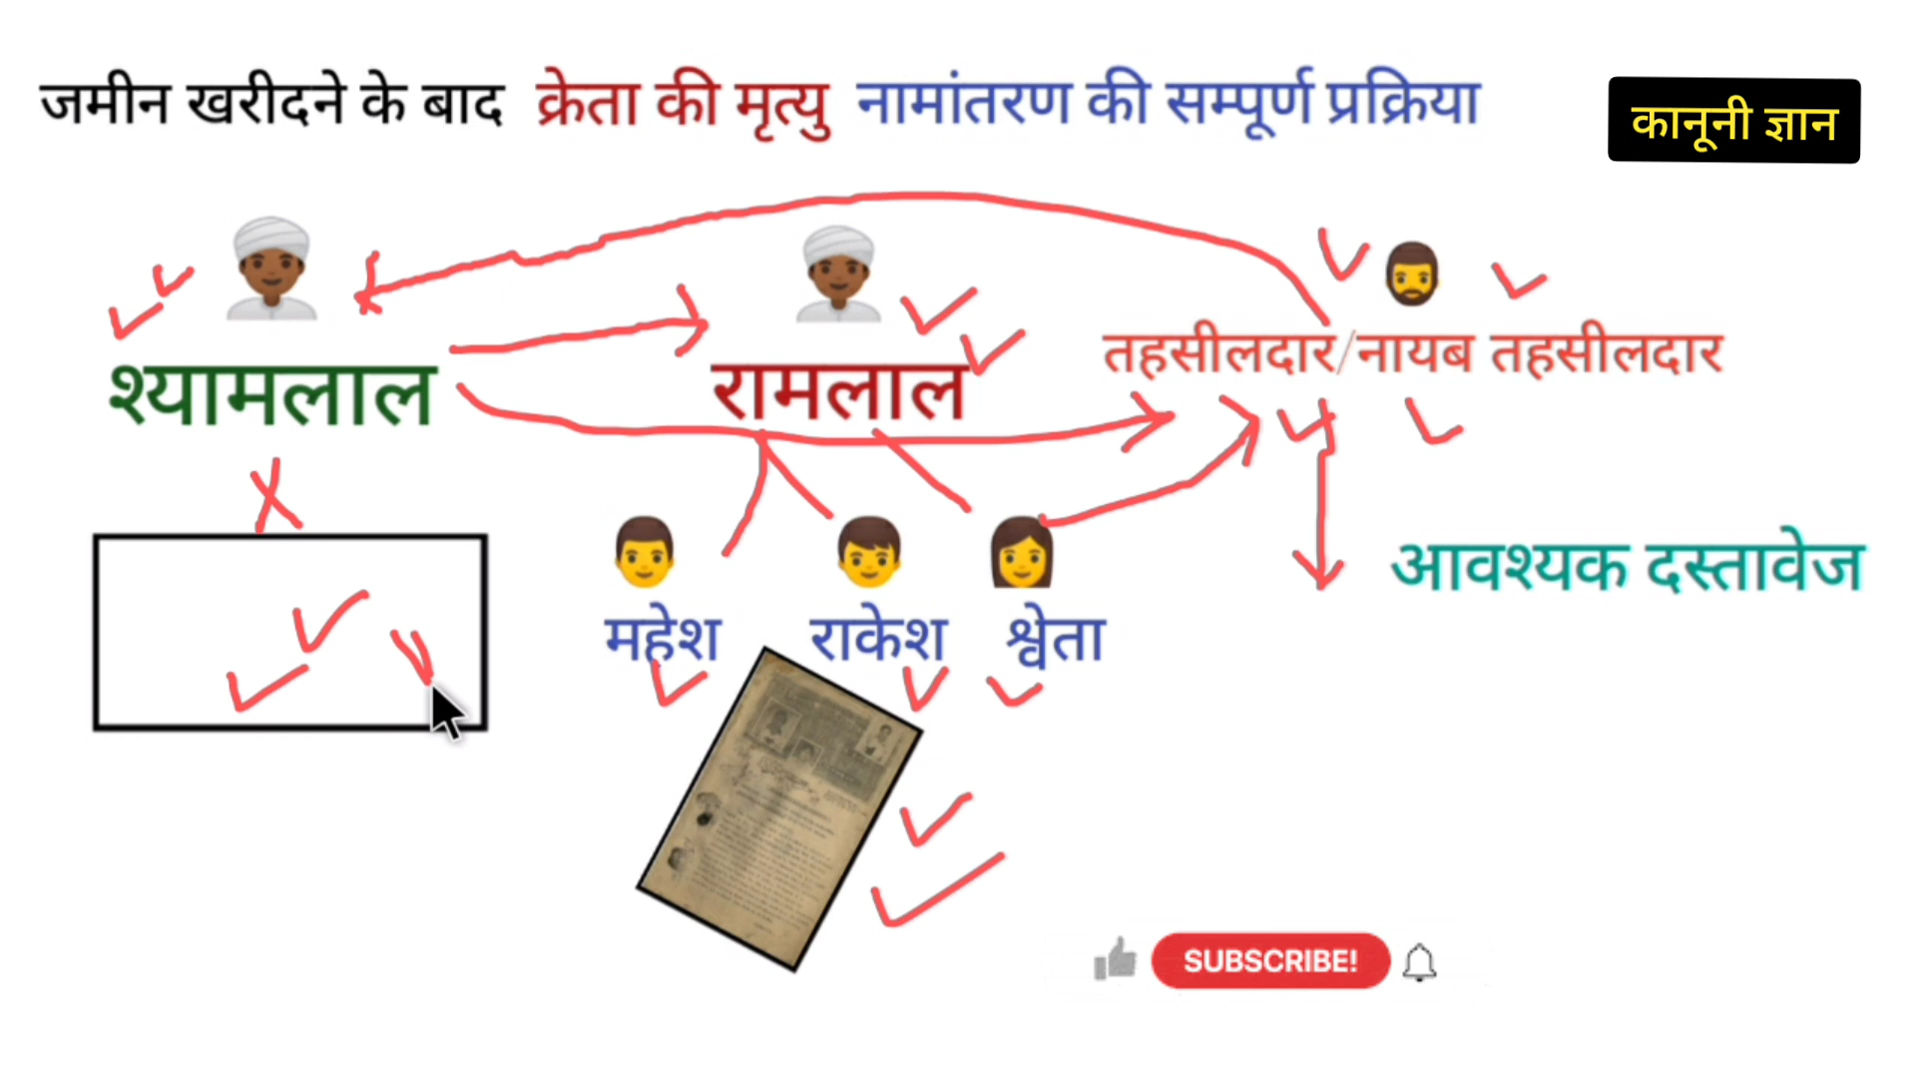 जमीन खरीदने के बाद क्रेता की मृत्यु नामांतरण की सम्पूर्ण प्रक्रिया
कानूनी ज्ञान
श्यामलाल
रामलाल
तहसीलदार/नायब तहसीलदार
आवश्यक दस्तावेज
महेश राकेश श्वेता
SUBSCRIBE!